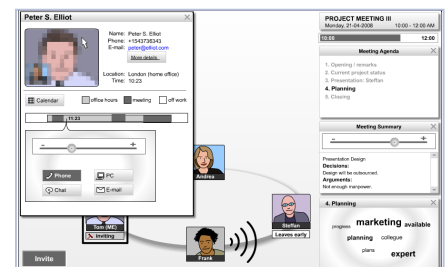 Peter S. Elliot
Name: Peter S. Elliot
Phone: +1543736343
E-mail: peter@elliot.com
More details..
Location: London (home office)
Time: 10:23
Calendar
office hours
meeting
off work
11:23
- +
Phone
PC
Chat
E-mail
Andrea
Tom (ME)
inviting
Frank
Steffan
Leaves early
Invite
PROJECT MEETING III
Monday, 21-04-2008 10:00 - 12:00 AM
10:00 12:00
Meeting Agenda
1. Opening / remarks
2. Current project status
3. Presentation: Steffan
4. Planning
5. Closing
Meeting Summary
- +
Presentation Design
Decisions:
Design will be outsourced.
Arguments:
Not enough manpower.
4. Planning
progress marketing available
planning collegue
plans expert